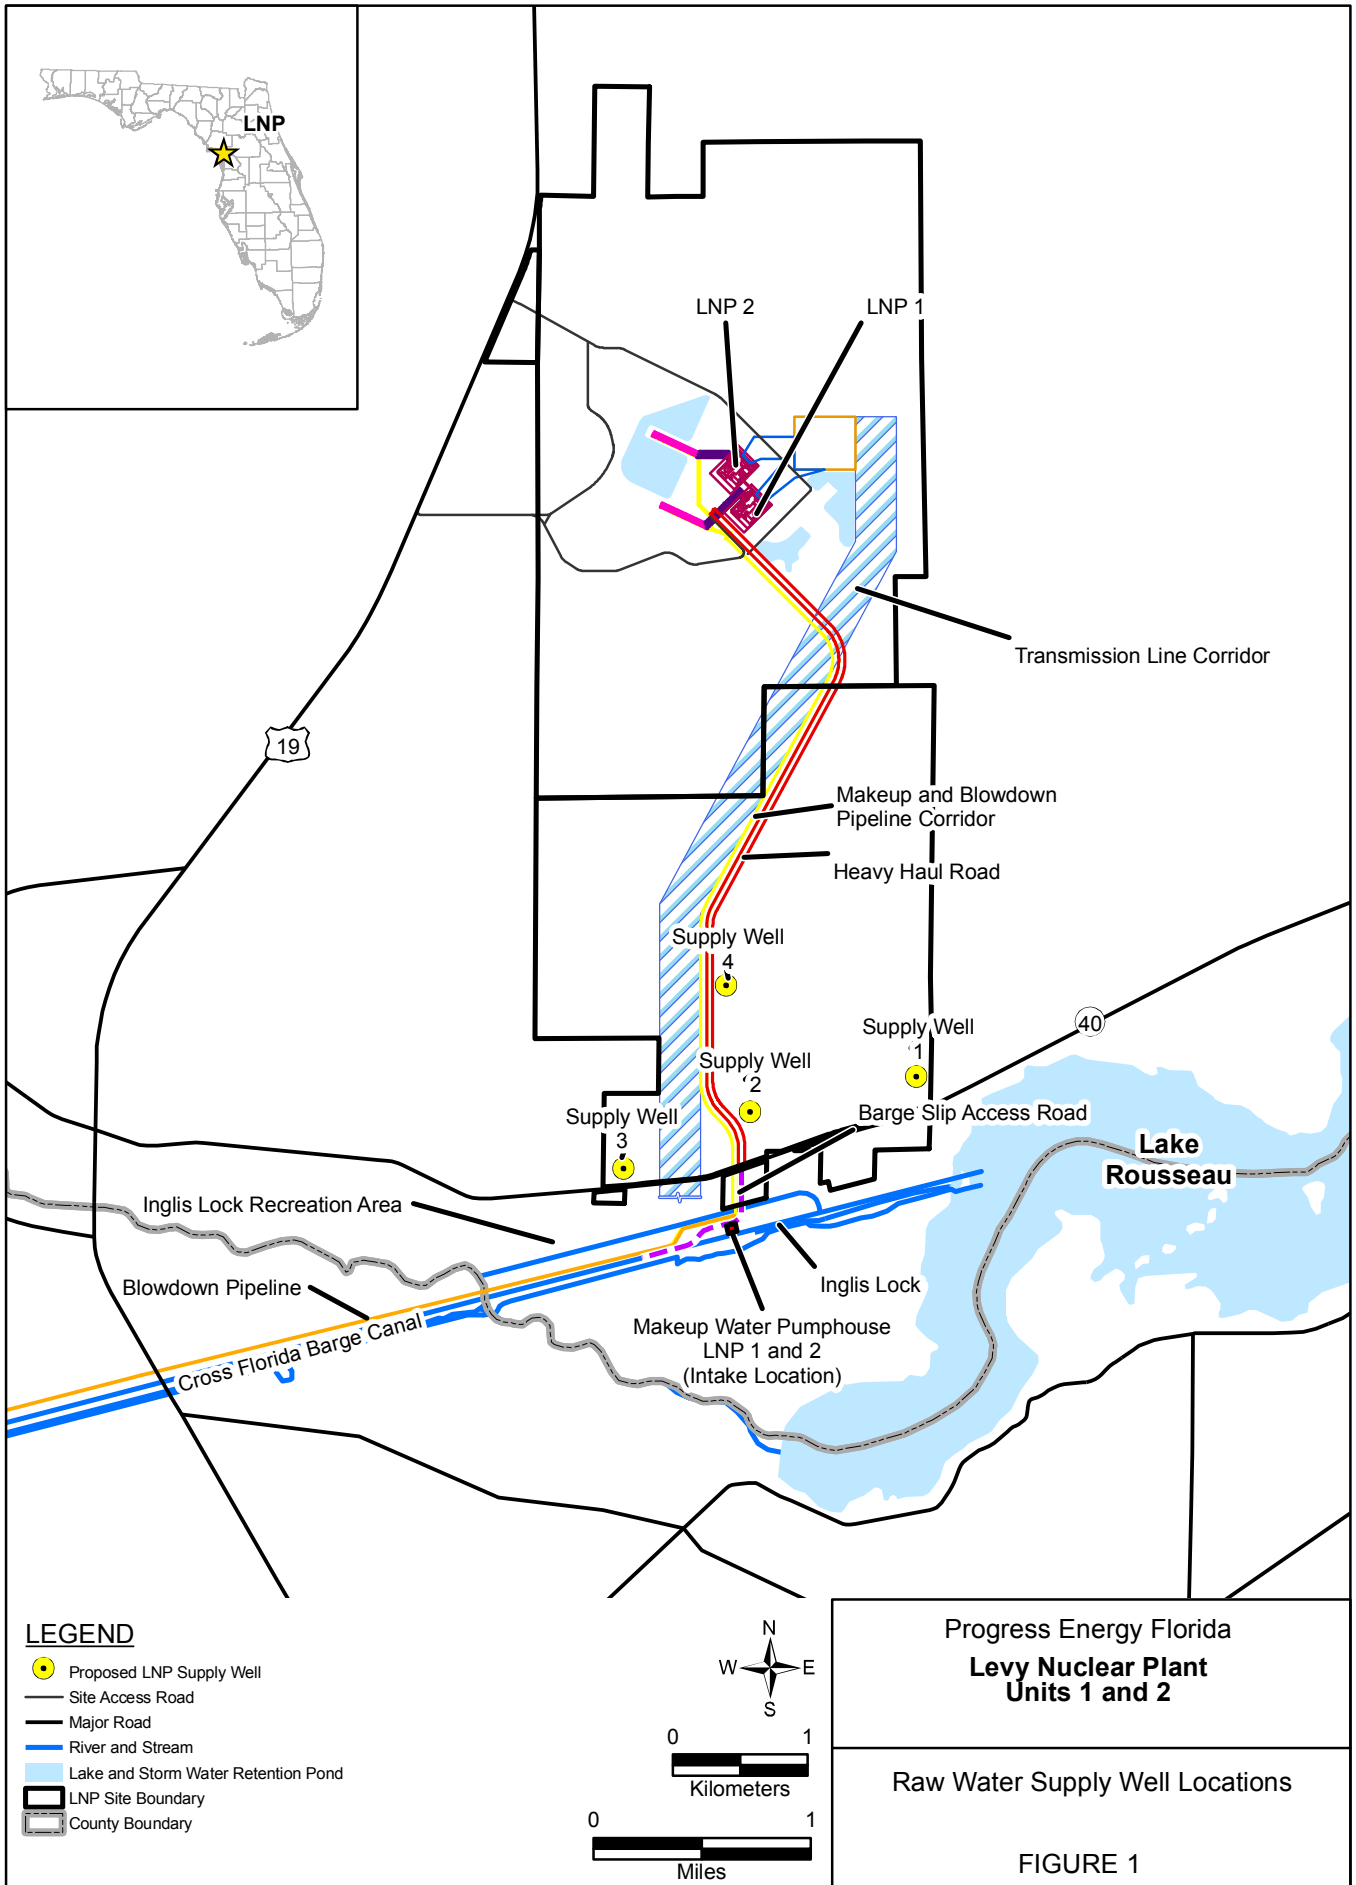 LNP
LNP 2
LNP 1
Transmission Line Corridor
19
Makeup and Blowdown
Pipeline Corridor
Heavy Haul Road
Supply Well
4
40
Supply Well
1
Supply Well
2
Barge Slip Access Road
Supply Well
3
Lake
Rousseau
Inglis Lock Recreation Area
Inglis Lock
Blowdown Pipeline
Cross Florida Barge Canal
Makeup Water Pumphouse
LNP 1 and 2
(Intake Location)
LEGEND
Proposed LNP Supply Well
Site Access Road
Major Road
River and Stream
Lake and Storm Water Retention Pond
LNP Site Boundary
County Boundary
N
W E
S
0 1
Kilometers
0 1
Miles
Progress Energy Florida
Levy Nuclear Plant
Units 1 and 2
Raw Water Supply Well Locations
FIGURE 1